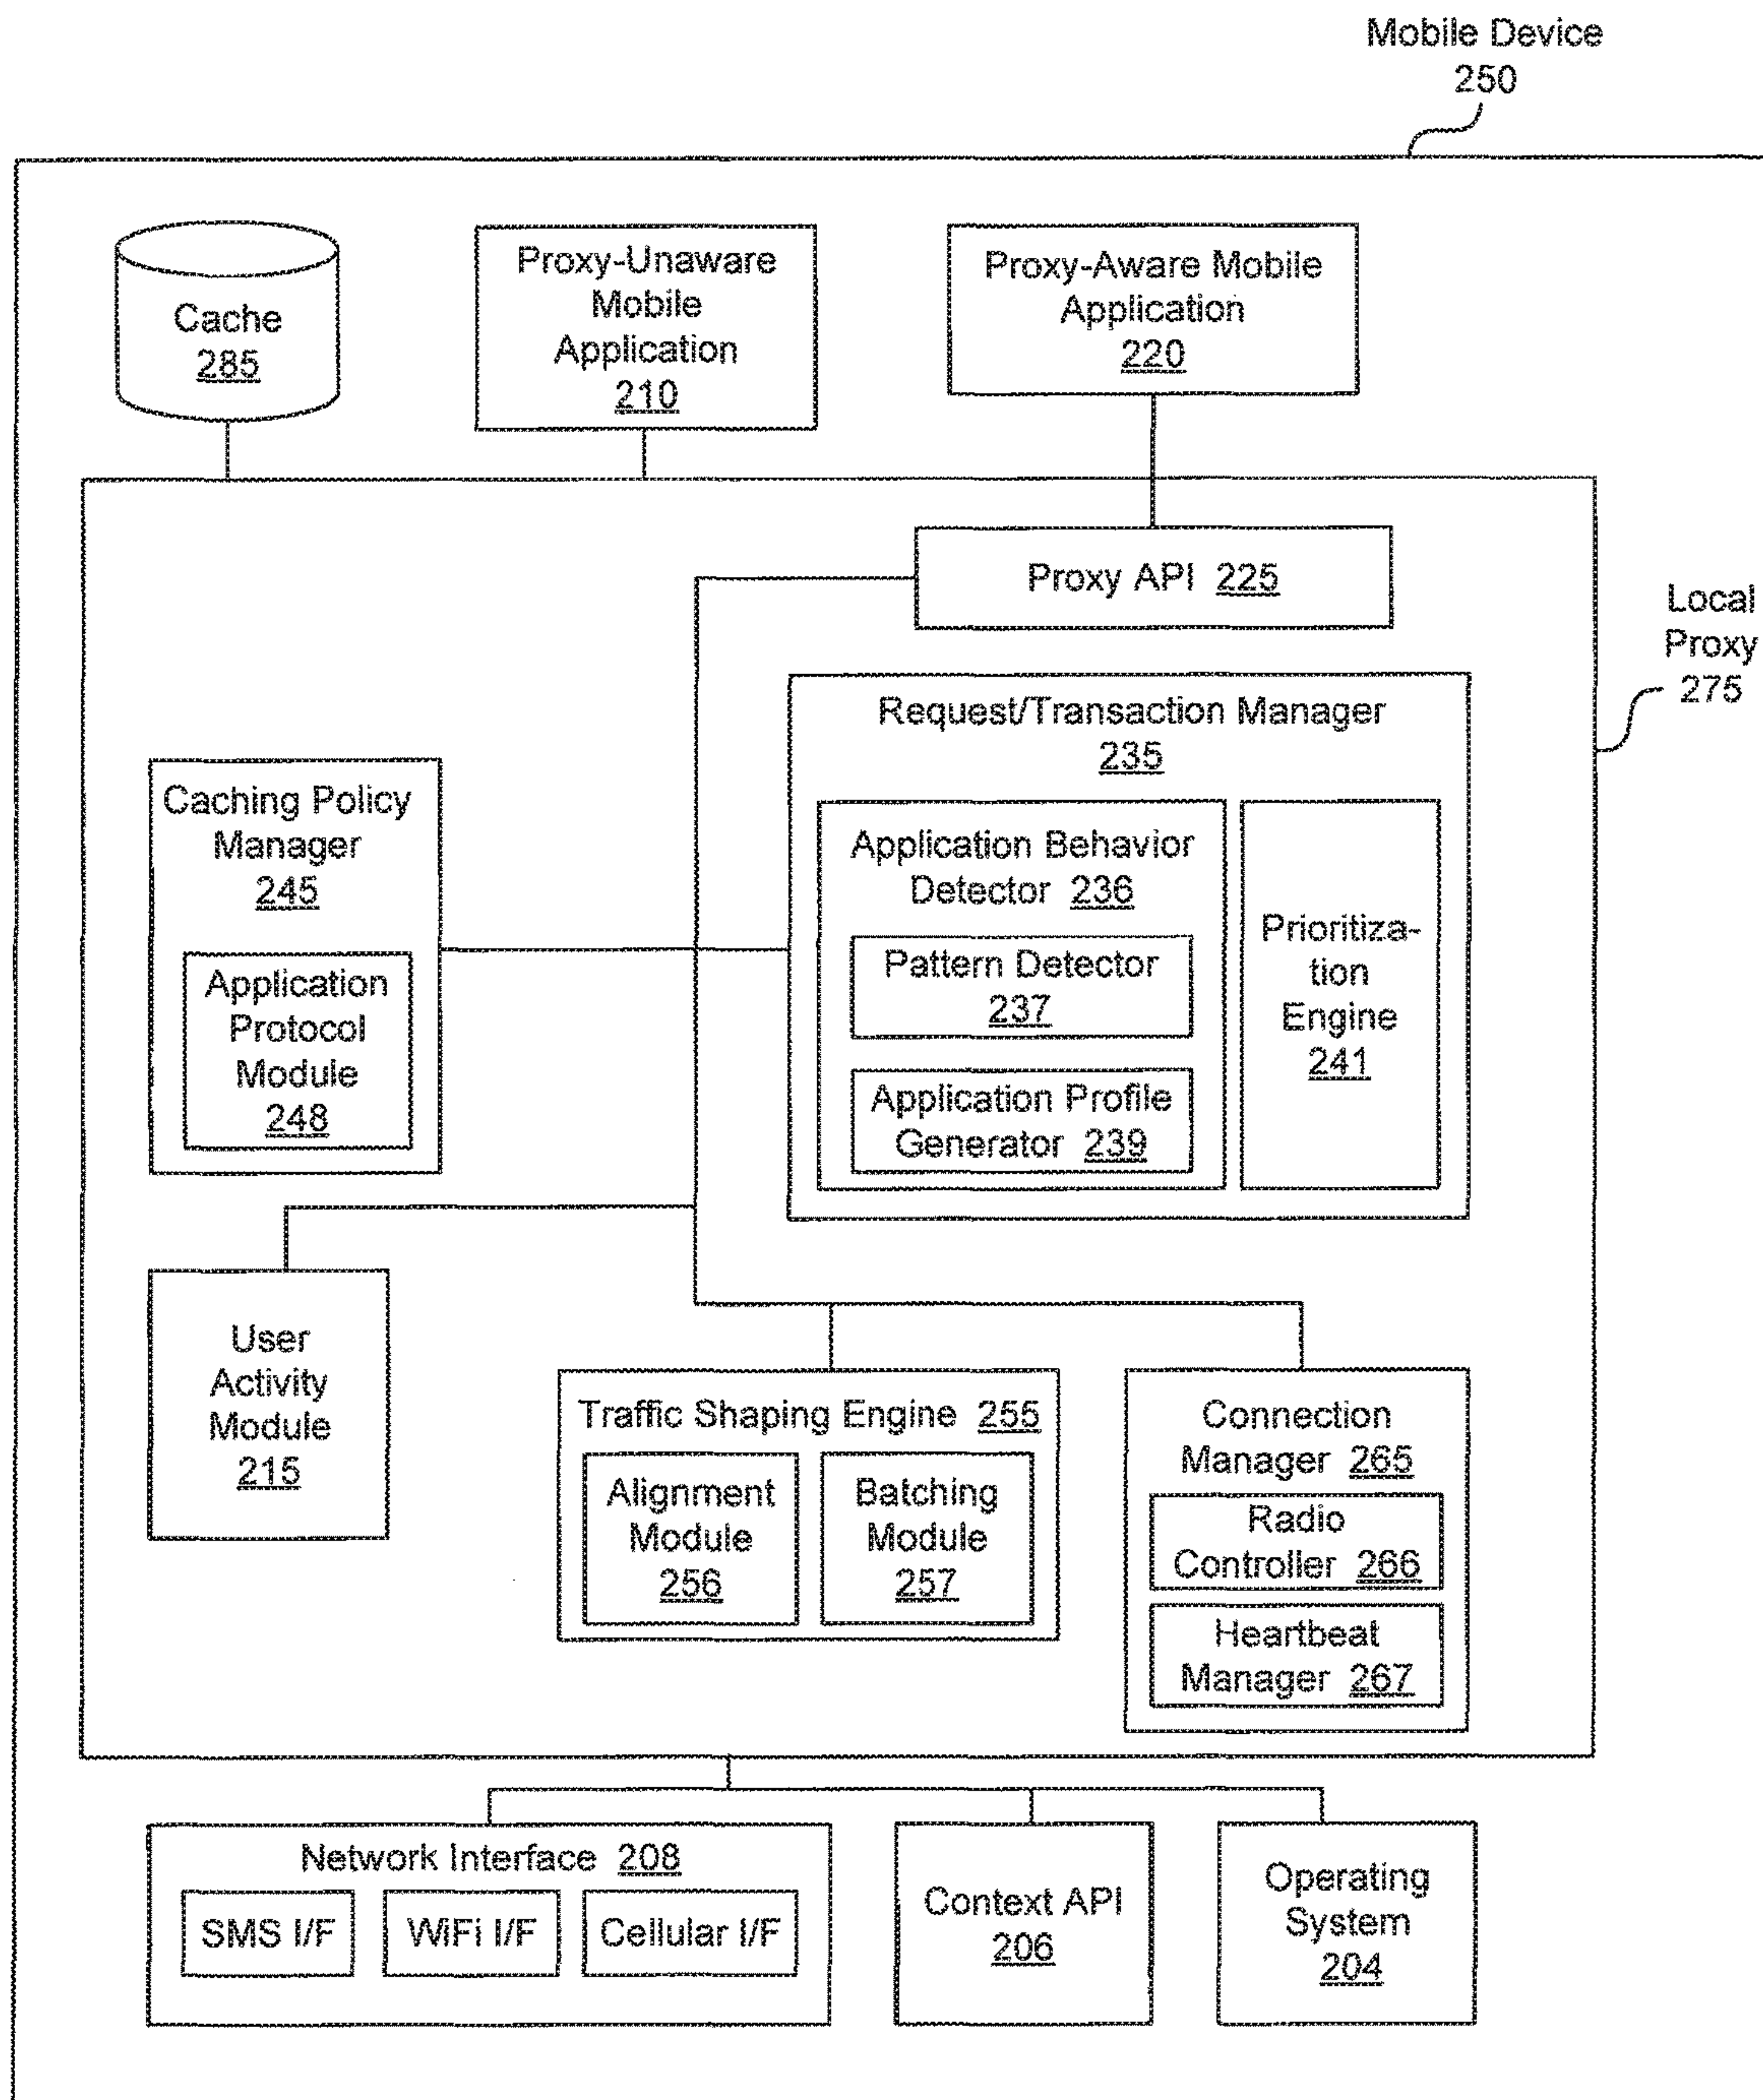 Mobile Device
250
Cache
285
Proxy-Unaware
Mobile
Application
210
Proxy-Aware Mobile
Application
220
Proxy API 225
Local
Proxy
275
Request/Transaction Manager
235
Caching Policy
Manager
245
Application
Protocol
Module
248
Application Behavior
Detector 236
Pattern Detector
237
Application Profile
Generator 239
Prioritiza-
tion
Engine
241
User
Activity
Module
215
Traffic Shaping Engine 255
Alignment
Module
256
Batching
Module
257
Connection
Manager 265
Radio
Controller 266
Heartbeat
Manager 267
Network Interface 208
SMS I/F
WiFi I/F
Cellular I/F
Context API
206
Operating
System
204